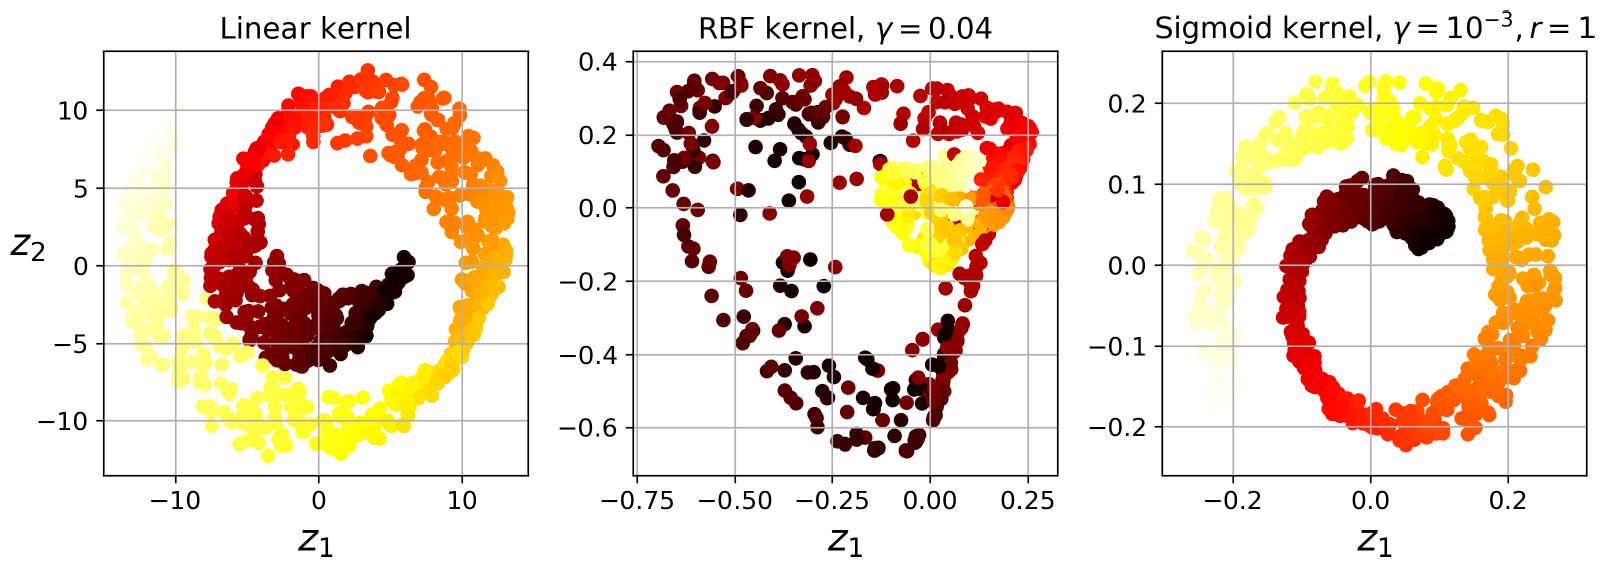 Linear kernel
10
5
0
−5
−10
z₂
−10 0 10
z₁
RBF kernel, γ = 0.04
0.4
0.2
0.0
−0.2
−0.4
−0.6
−0.75 −0.50 −0.25 0.00 0.25
z₁
Sigmoid kernel, γ = 10⁻³, r = 1
0.2
0.1
0.0
−0.1
−0.2
−0.2 0.0 0.2
z₁